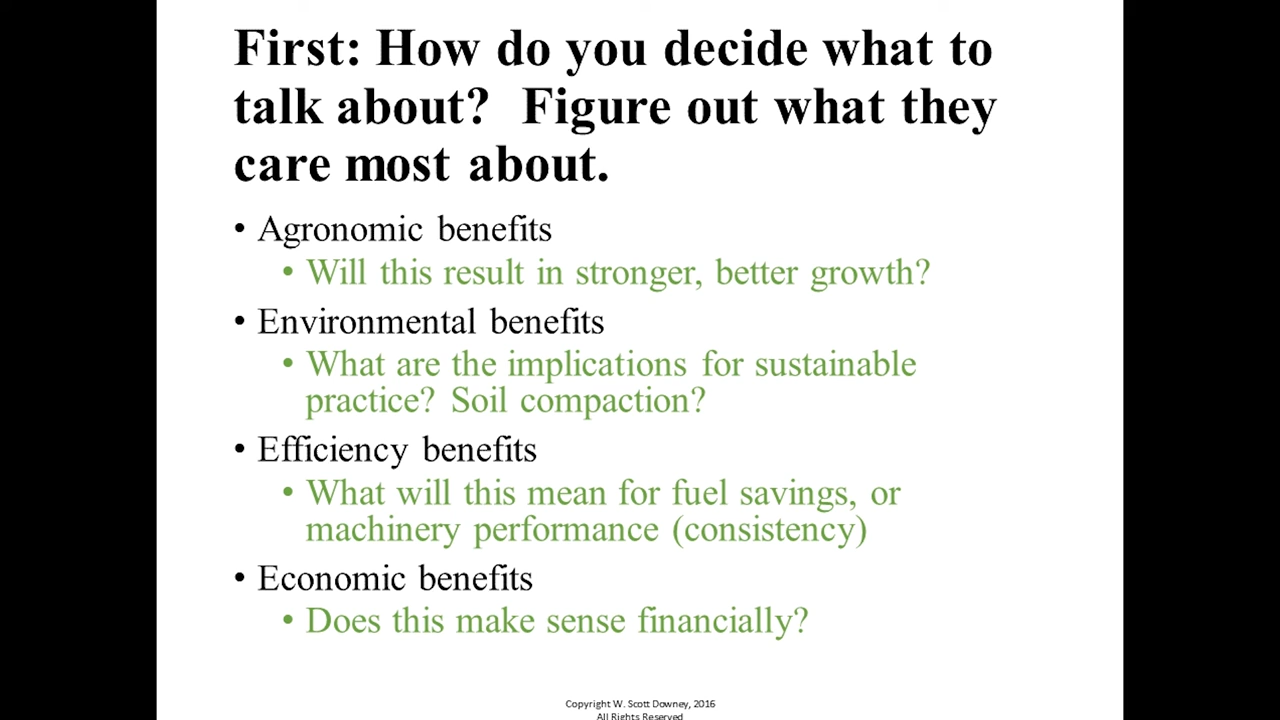 First: How do you decide what to
talk about?  Figure out what they
care most about.
• Agronomic benefits
• Will this result in stronger, better growth?
• Environmental benefits
• What are the implications for sustainable
practice?  Soil compaction?
• Efficiency benefits
• What will this mean for fuel savings, or
machinery performance (consistency)
• Economic benefits
• Does this make sense financially?
Copyright W. Scott Downey, 2016
All Rights Reserved